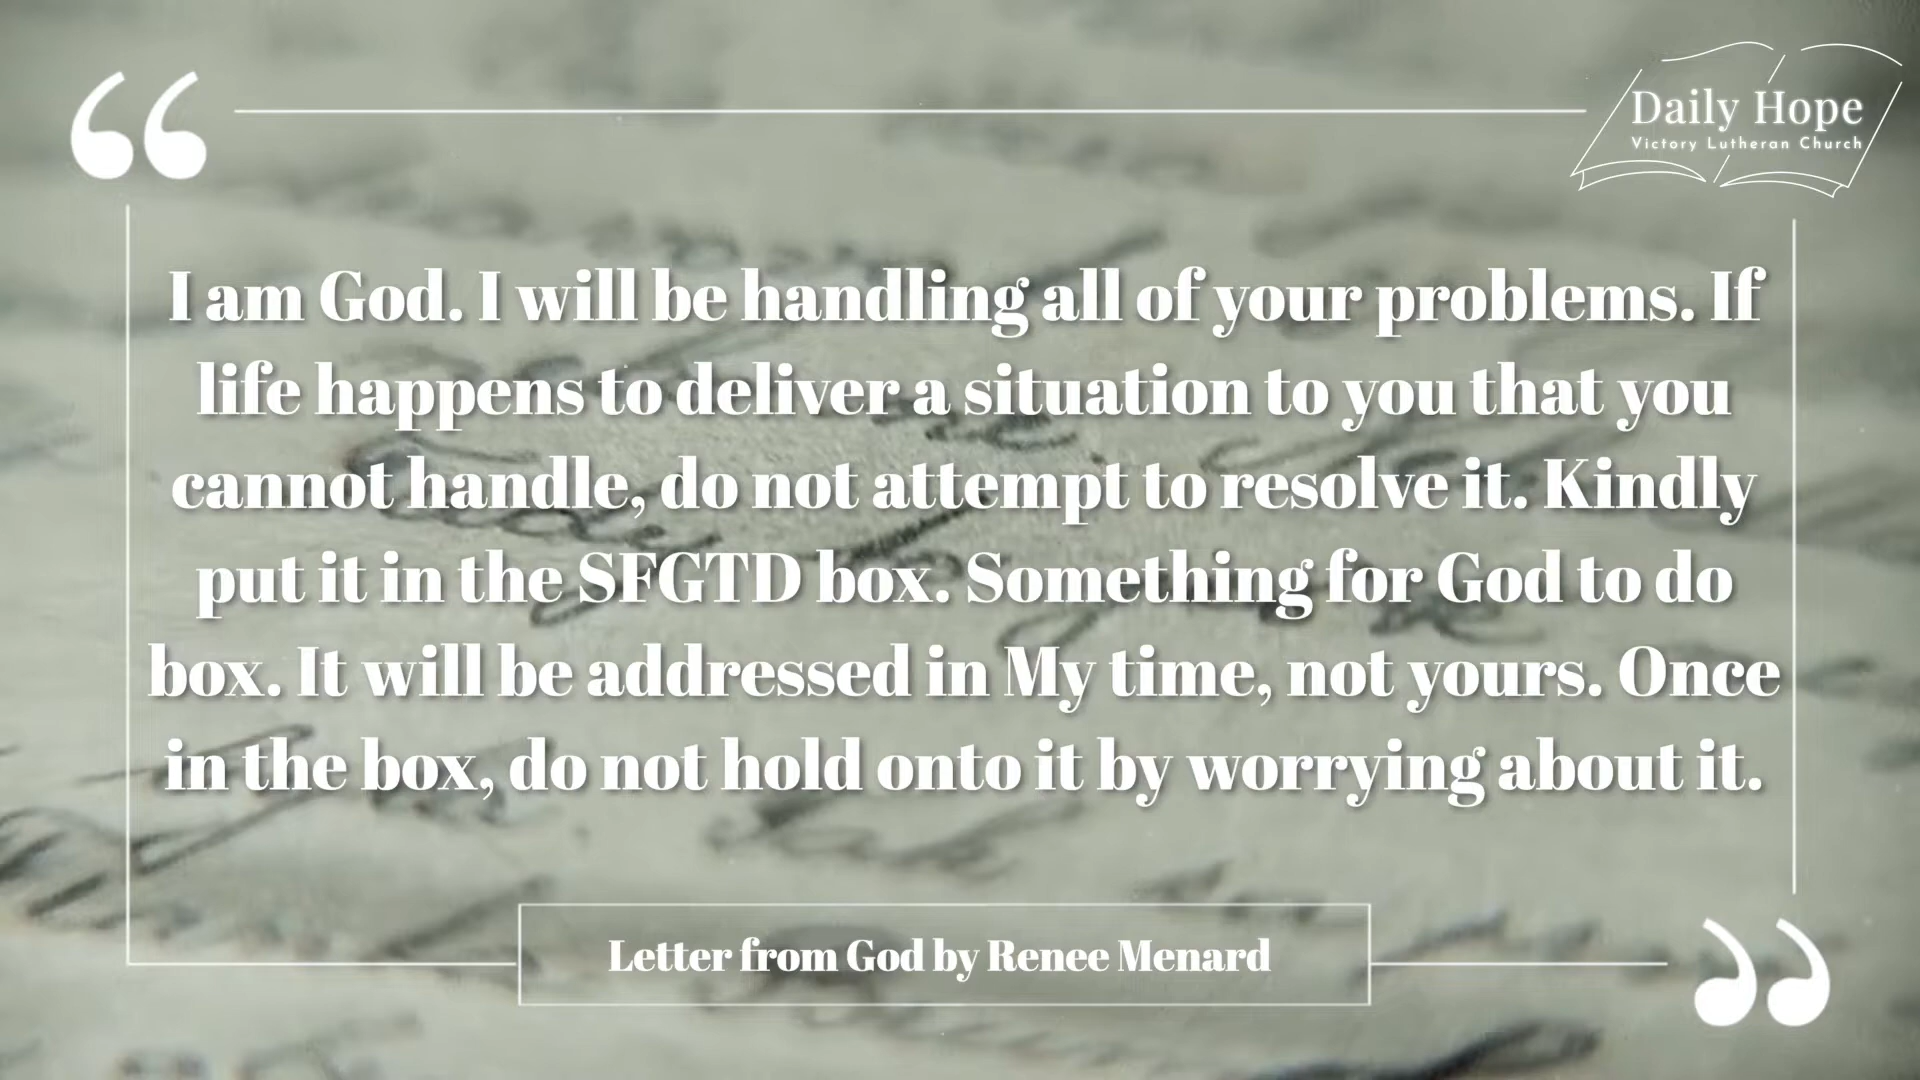 Daily Hope
Victory Lutheran Church
I am God. I will be handling all of your problems. If
life happens to deliver a situation to you that you
cannot handle, do not attempt to resolve it. Kindly
put it in the SFGTD box. Something for God to do
box. It will be addressed in My time, not yours. Once
in the box, do not hold onto it by worrying about it.
Letter from God by Renee Menard